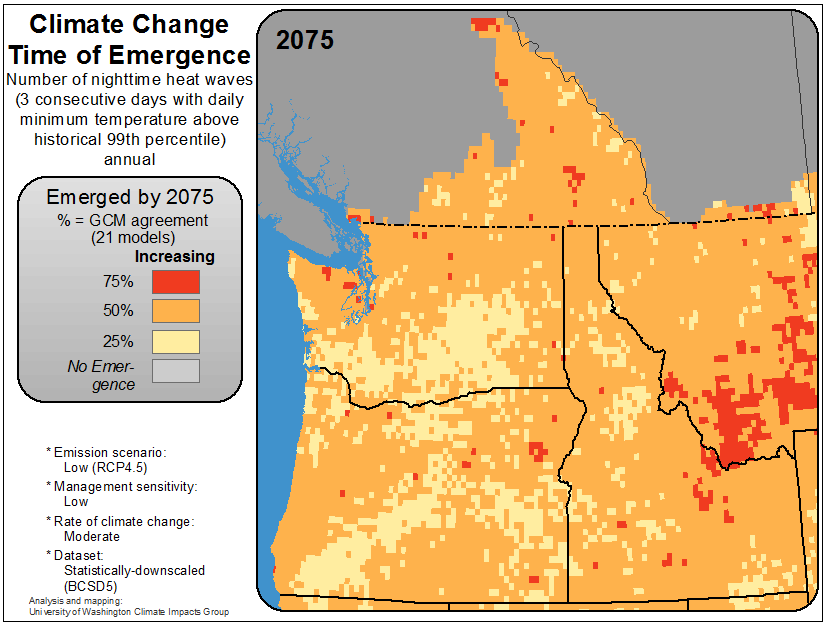 Climate Change
Time of Emergence
Number of nighttime heat waves
(3 consecutive days with daily
minimum temperature above
historical 99th percentile)
annual
2075
Emerged by 2075
% = GCM agreement
(21 models)
Increasing
75%
50%
25%
No Emer-
gence
* Emission scenario:
Low (RCP4.5)
* Management sensitivity:
Low
* Rate of climate change:
Moderate
* Dataset:
Statistically-downscaled
(BCSD5)
Analysis and mapping:
University of Washington Climate Impacts Group